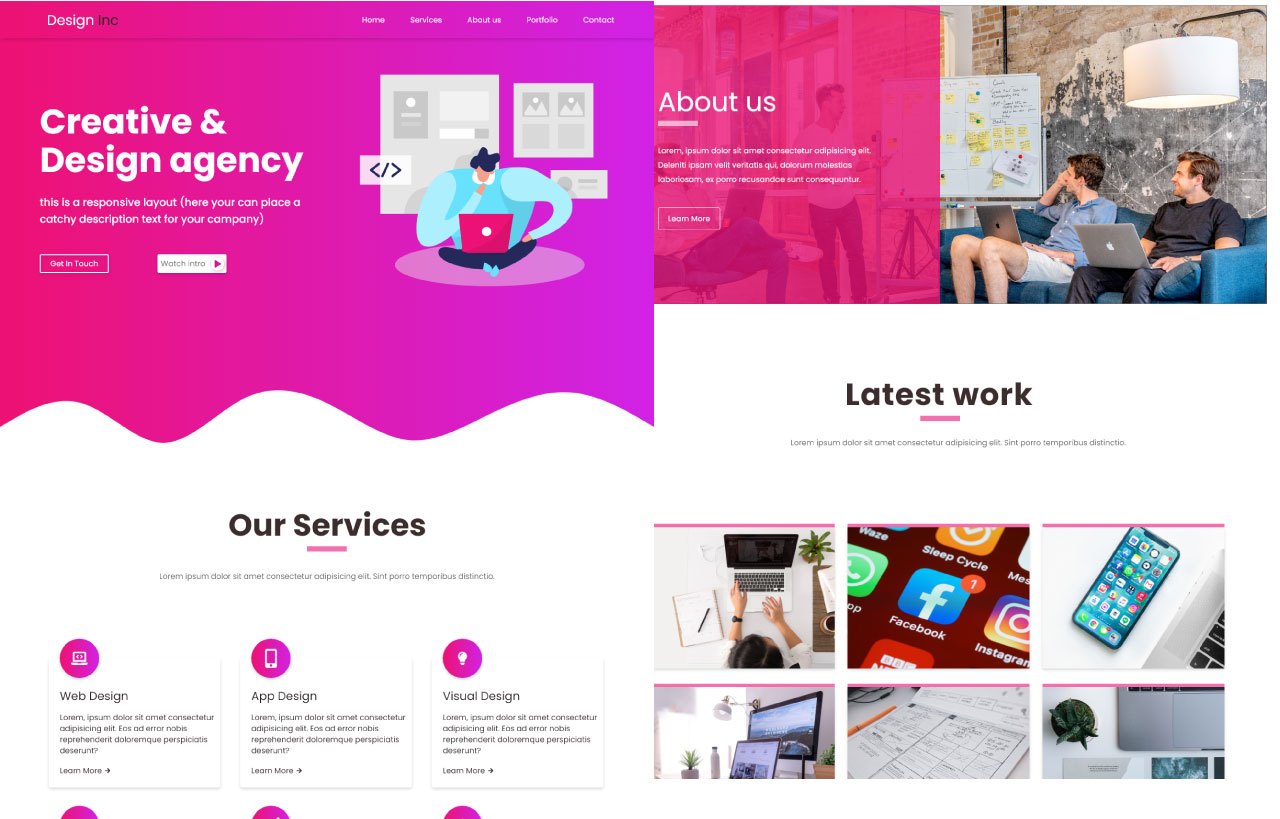 Design Inc
Home Services About us Portfolio Contact
Creative &
Design agency
this is a responsive layout (here your can place a
catchy description text for your campany)
Get In Touch
Watch intro
</>
Our Services
Lorem ipsum dolor sit amet consectetur adipisicing elit. Sint porro temporibus distinctio.
Web Design
Lorem, ipsum dolor sit amet consectetur
adipisicing elit. Eos ad error nobis
reprehenderit doloremque perspiciatis
deserunt?
Learn More →
App Design
Lorem, ipsum dolor sit amet consectetur
adipisicing elit. Eos ad error nobis
reprehenderit doloremque perspiciatis
deserunt?
Learn More →
Visual Design
Lorem, ipsum dolor sit amet consectetur
adipisicing elit. Eos ad error nobis
reprehenderit doloremque perspiciatis
deserunt?
Learn More →
About us
Lorem, ipsum dolor sit amet consectetur adipisicing elit.
Deleniti ipsam velit veritatis qui, dolorum molestias
laboriosam, ex porro recusandae sunt consequuntur.
Learn More
Latest work
Lorem ipsum dolor sit amet consectetur adipisicing elit. Sint porro temporibus distinctio.
Waze
Sleep Cycle
1
Facebook
Instagram